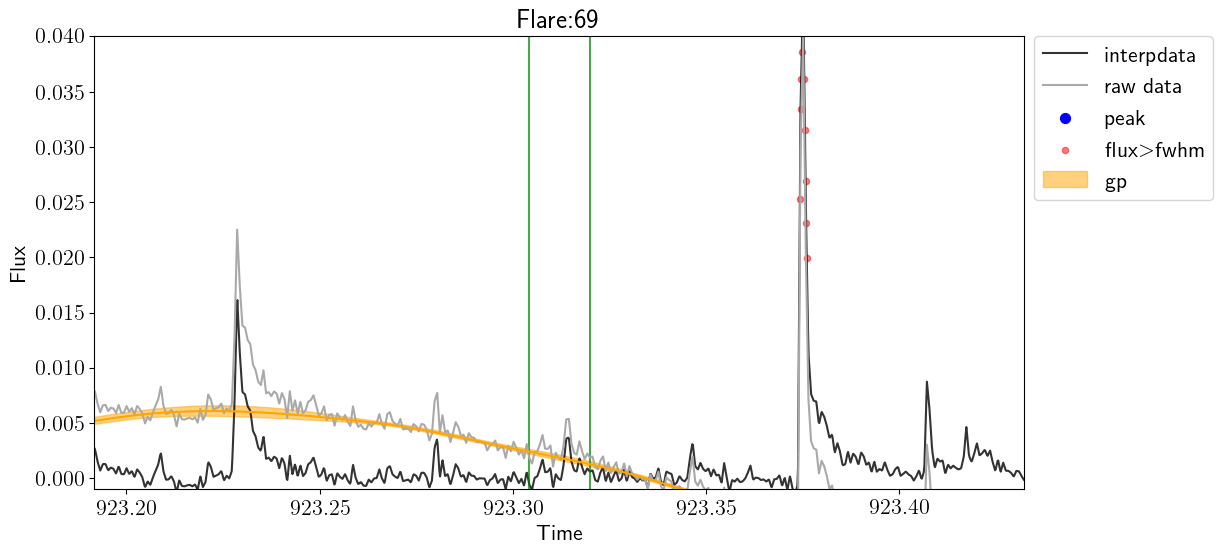 Flare:69
0.040
0.035
0.030
0.025
0.020
0.015
0.010
0.005
0.000
Flux
923.20 923.25 923.30 923.35 923.40
Time
interpdata
raw data
peak
flux>fwhm
gp